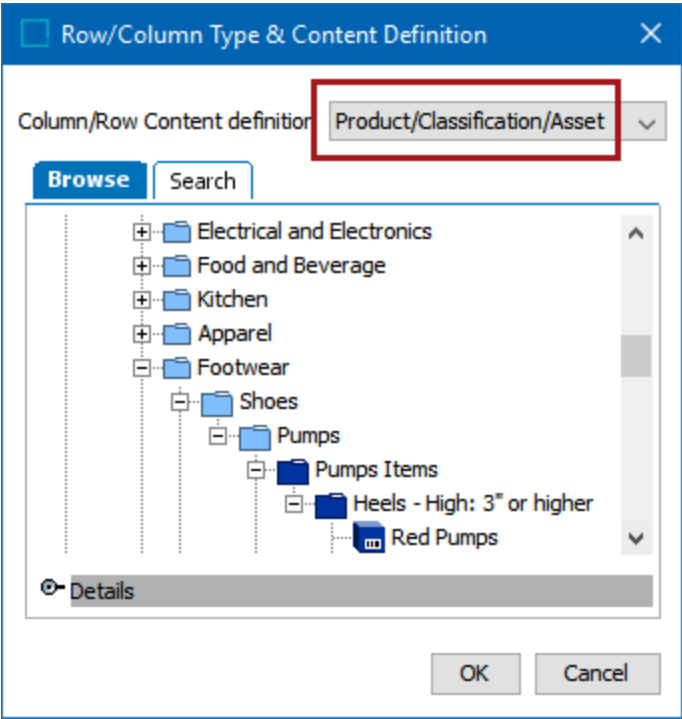 Row/Column Type & Content Definition
Column/Row Content definition Product/Classification/Asset
Browse Search
Electrical and Electronics
Food and Beverage
Kitchen
Apparel
Footwear
Shoes
Pumps
Pumps Items
Heels - High: 3" or higher
Red Pumps
Details
OK Cancel